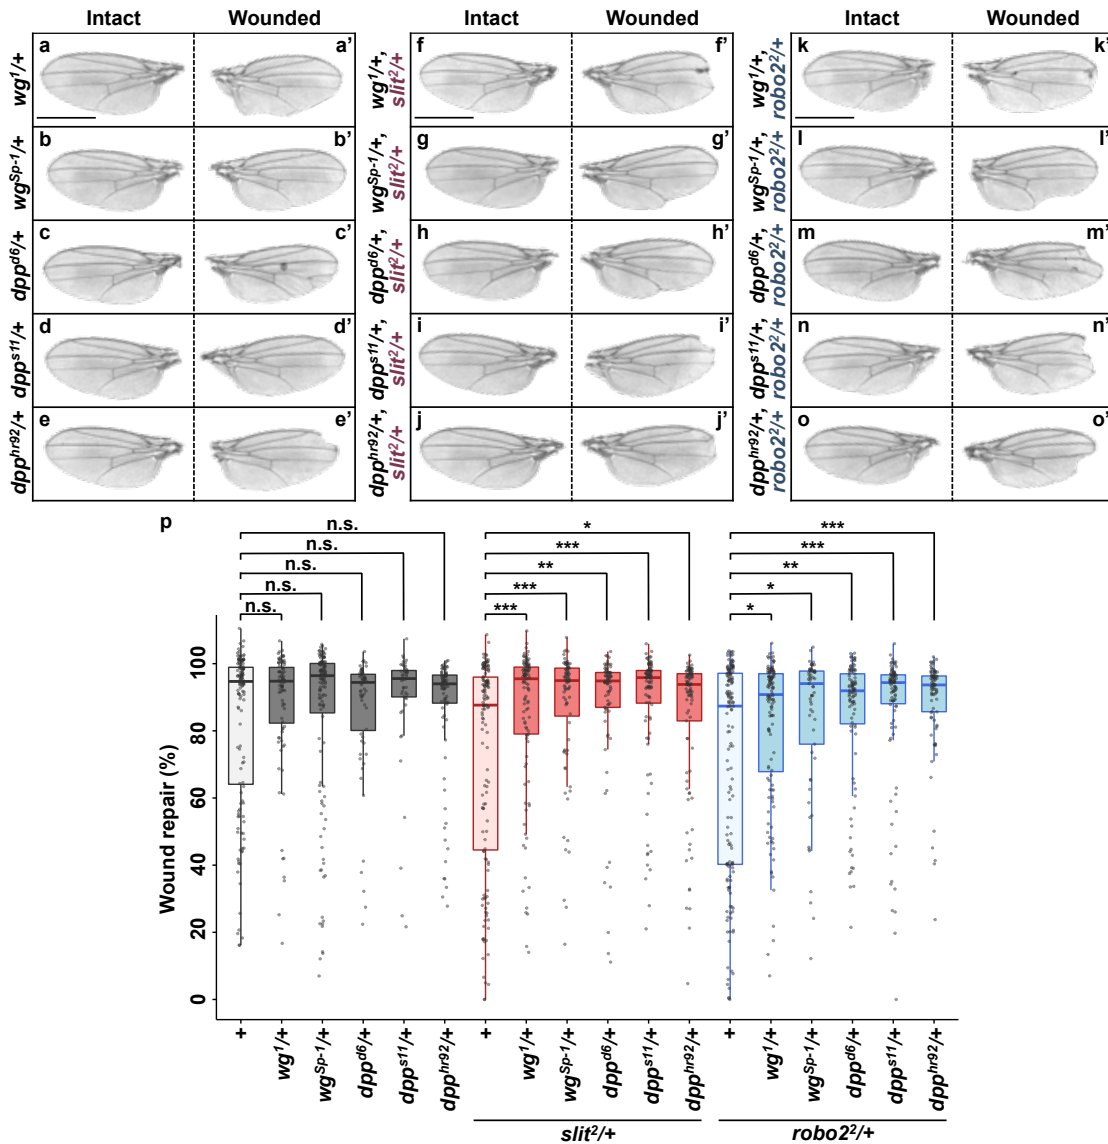 Intact Wounded Intact Wounded Intact Wounded
a a’ f f’ k k’
wg1/+ wg1/+, slit2/+ wg1/+, robo22/+
b b’ g g’ l l’
wgSp-1/+ wgSp-1/+, slit2/+ wgSp-1/+, robo22/+
c c’ h h’ m m’
dppd6/+ dppd6/+, slit2/+ dppd6/+, robo22/+
d d’ i i’ n n’
dpps11/+ dpps11/+, slit2/+ dpps11/+, robo22/+
e e’ j j’ o o’
dpphr92/+ dpphr92/+, slit2/+ dpphr92/+, robo22/+
p
n.s. * ***
n.s. *** ***
n.s. ** **
n.s. *** *
n.s. *** *
Wound repair (%)
100
80
60
40
20
0
+ wg1/+ wgSp-1/+ dppd6/+ dpps11/+ dpphr92/+ + wg1/+ wgSp-1/+ dppd6/+ dpps11/+ dpphr92/+ + wg1/+ wgSp-1/+ dppd6/+ dpps11/+ dpphr92/+
slit2/+ robo22/+